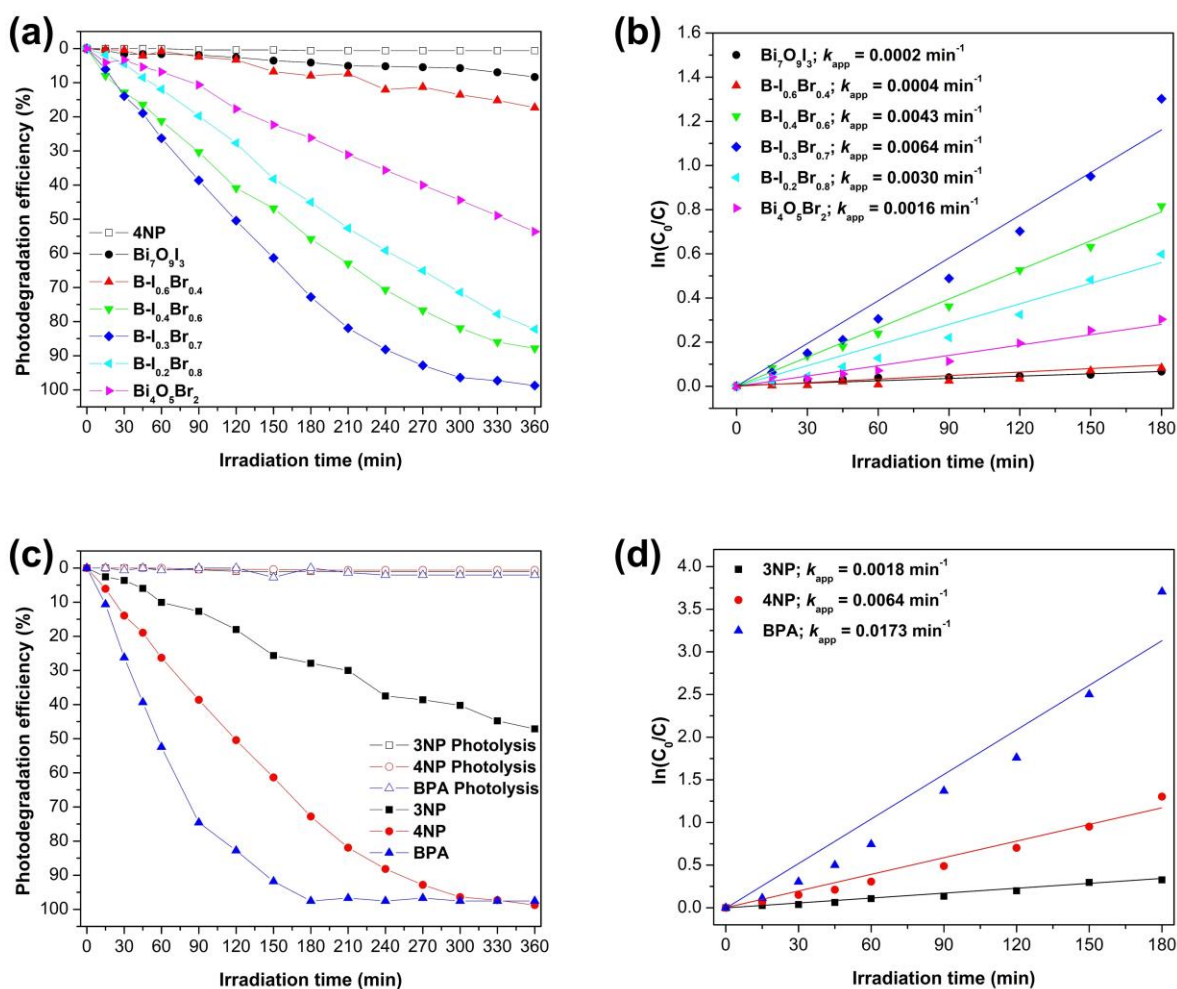 (a)
Photodegradation efficiency (%)
0
10
20
30
40
50
60
70
80
90
100
4NP
Bi₇O₉I₃
B-I₀.₆Br₀.₄
B-I₀.₄Br₀.₆
B-I₀.₃Br₀.₇
B-I₀.₂Br₀.₈
Bi₄O₅Br₂
0 30 60 90 120 150 180 210 240 270 300 330 360
Irradiation time (min)
(b)
ln(C₀/C)
1.6
1.4
1.2
1.0
0.8
0.6
0.4
0.2
0.0
Bi₇O₉I₃; kapp = 0.0002 min⁻¹
B-I₀.₆Br₀.₄; kapp = 0.0004 min⁻¹
B-I₀.₄Br₀.₆; kapp = 0.0043 min⁻¹
B-I₀.₃Br₀.₇; kapp = 0.0064 min⁻¹
B-I₀.₂Br₀.₈; kapp = 0.0030 min⁻¹
Bi₄O₅Br₂; kapp = 0.0016 min⁻¹
0 30 60 90 120 150 180
Irradiation time (min)
(c)
Photodegradation efficiency (%)
0
10
20
30
40
50
60
70
80
90
100
3NP Photolysis
4NP Photolysis
BPA Photolysis
3NP
4NP
BPA
0 30 60 90 120 150 180 210 240 270 300 330 360
Irradiation time (min)
(d)
ln(C₀/C)
4.0
3.5
3.0
2.5
2.0
1.5
1.0
0.5
0.0
3NP; kapp = 0.0018 min⁻¹
4NP; kapp = 0.0064 min⁻¹
BPA; kapp = 0.0173 min⁻¹
0 30 60 90 120 150 180
Irradiation time (min)